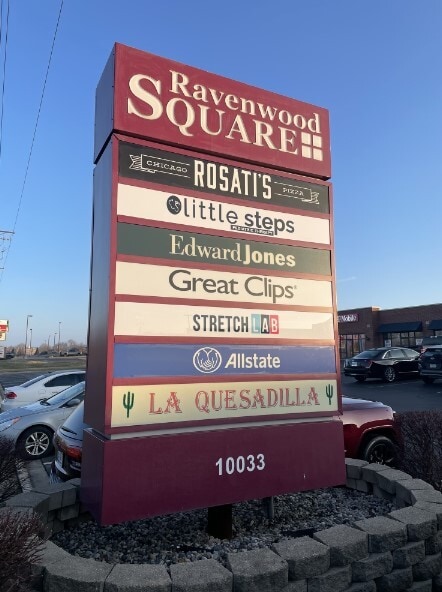 Ravenwood
SQUARE
CHICAGO ROSATI'S PIZZA
little steps
Edward Jones
Great Clips
STRETCH LAB
Allstate
LA QUESADILLA
10033